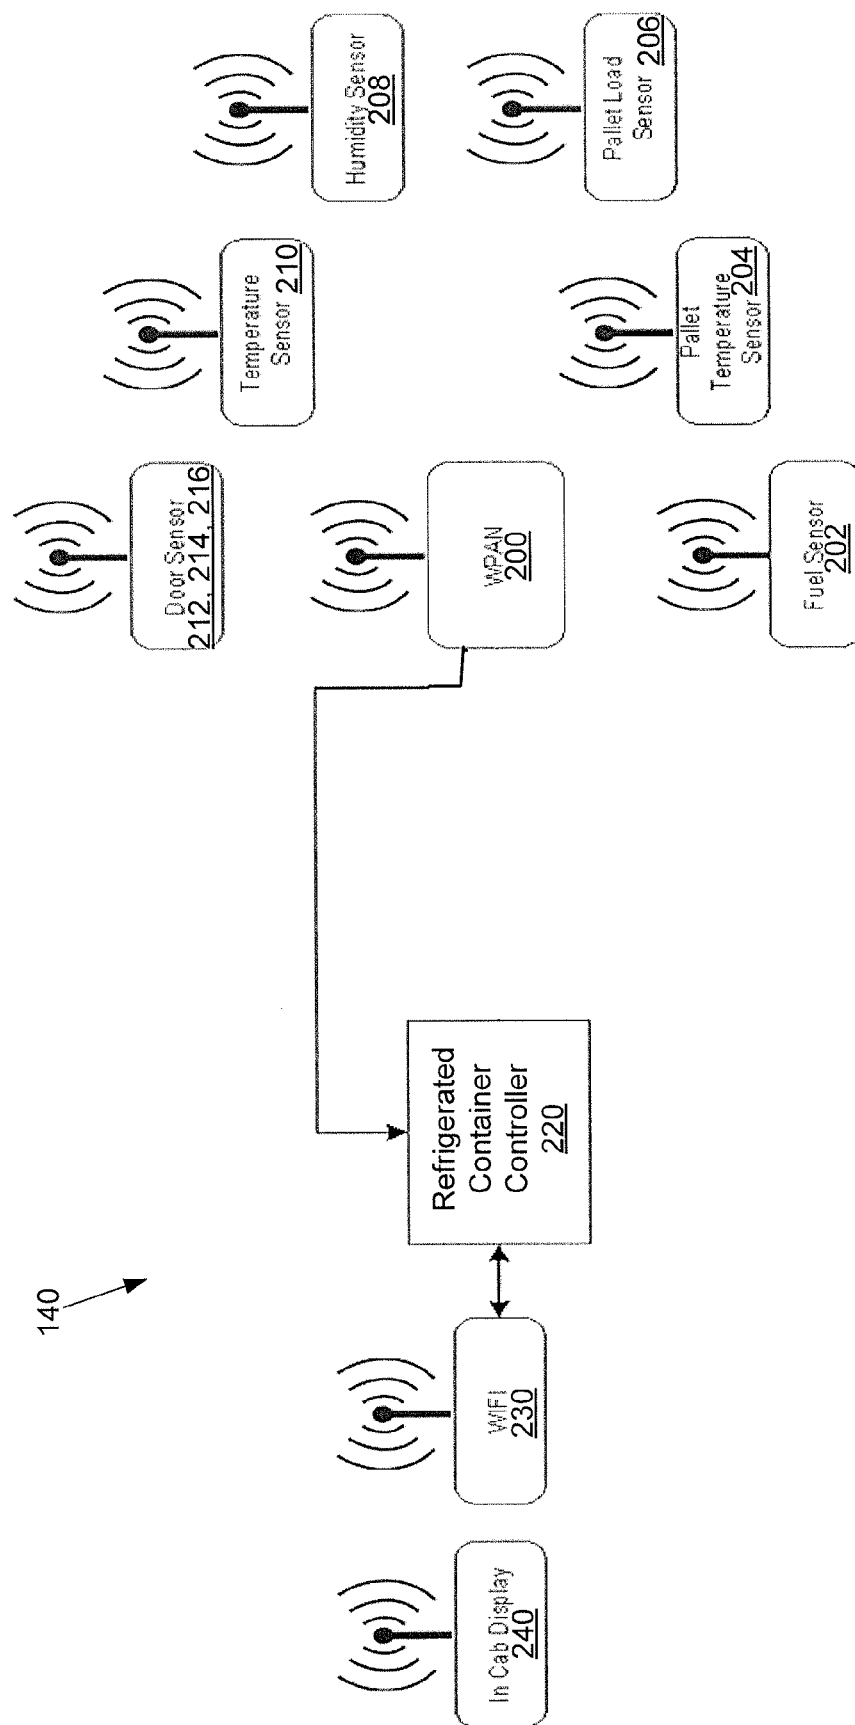 140
In Cab Display
240
WIFI
230
Refrigerated
Container
Controller
220
Door Sensor
212, 214, 216
WPAN
200
Fuel Sensor
202
Temperature
Sensor 210
Pallet
Temperature
Sensor 204
Humidity Sensor
208
Pallet Load
Sensor 206